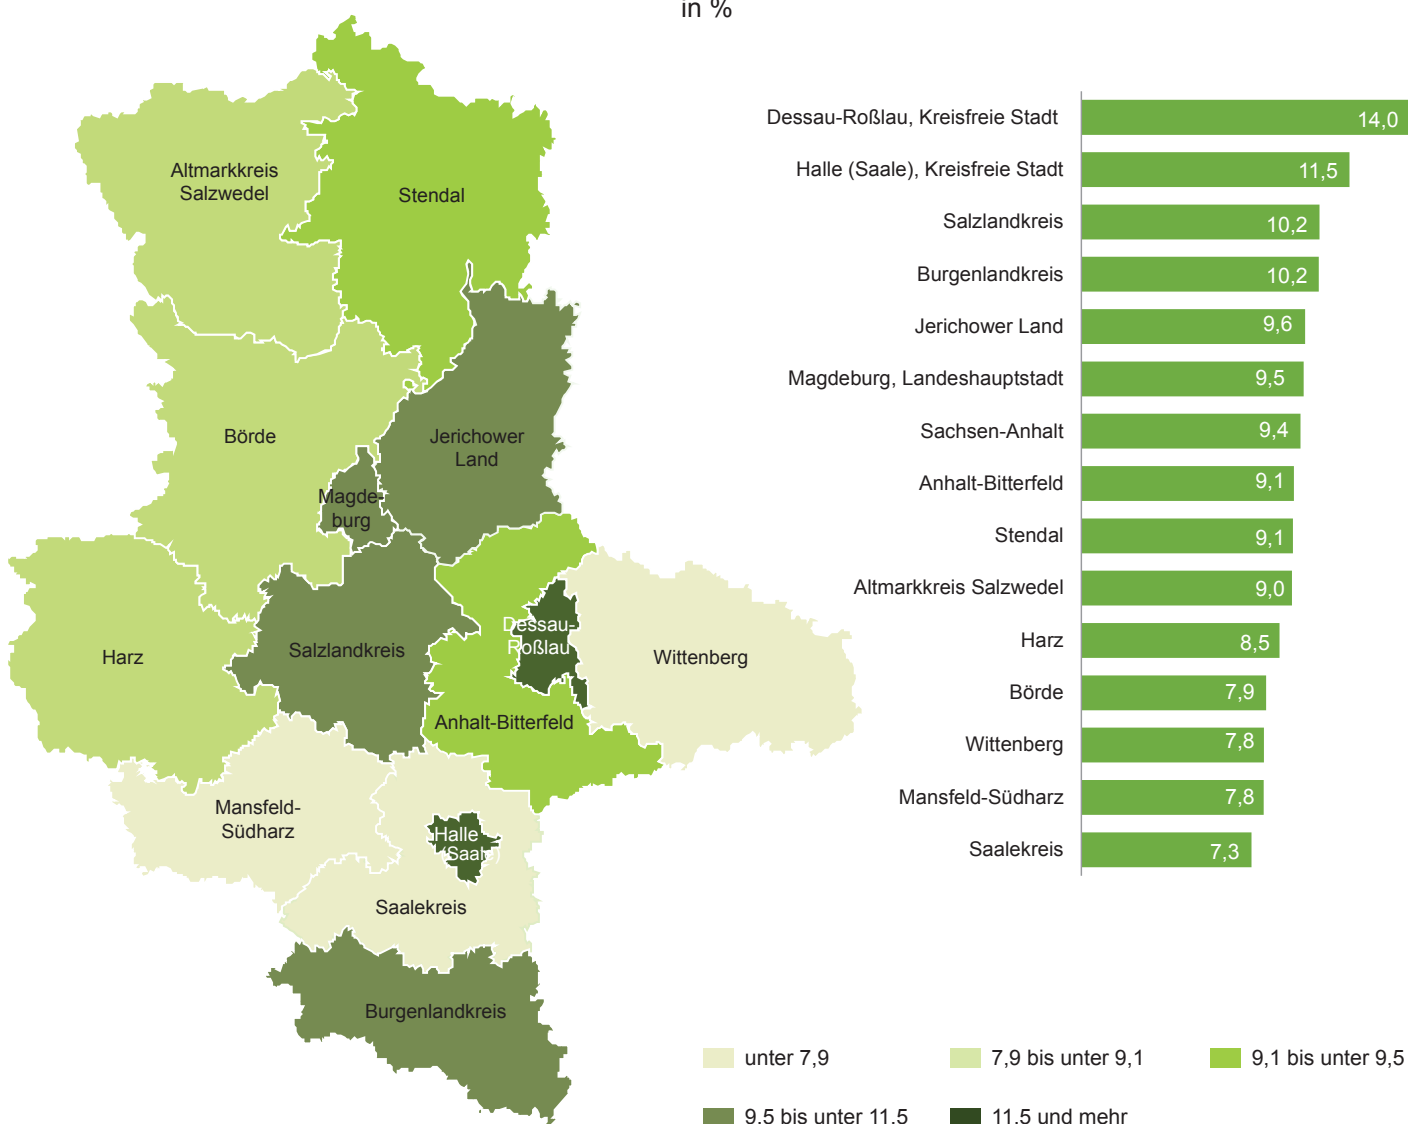 in %
Altmarkkreis
Salzwedel
Stendal
Börde
Jerichower
Land
Magde-
burg
Harz
Salzlandkreis
Dessau-
Roßlau
Wittenberg
Anhalt-Bitterfeld
Mansfeld-
Südharz
Halle
(Saale)
Saalekreis
Burgenlandkreis
Dessau-Roßlau, Kreisfreie Stadt 14,0
Halle (Saale), Kreisfreie Stadt 11,5
Salzlandkreis 10,2
Burgenlandkreis 10,2
Jerichower Land 9,6
Magdeburg, Landeshauptstadt 9,5
Sachsen-Anhalt 9,4
Anhalt-Bitterfeld 9,1
Stendal 9,1
Altmarkkreis Salzwedel 9,0
Harz 8,5
Börde 7,9
Wittenberg 7,8
Mansfeld-Südharz 7,8
Saalekreis 7,3
unter 7,9 7,9 bis unter 9,1 9,1 bis unter 9,5
9,5 bis unter 11,5 11,5 und mehr